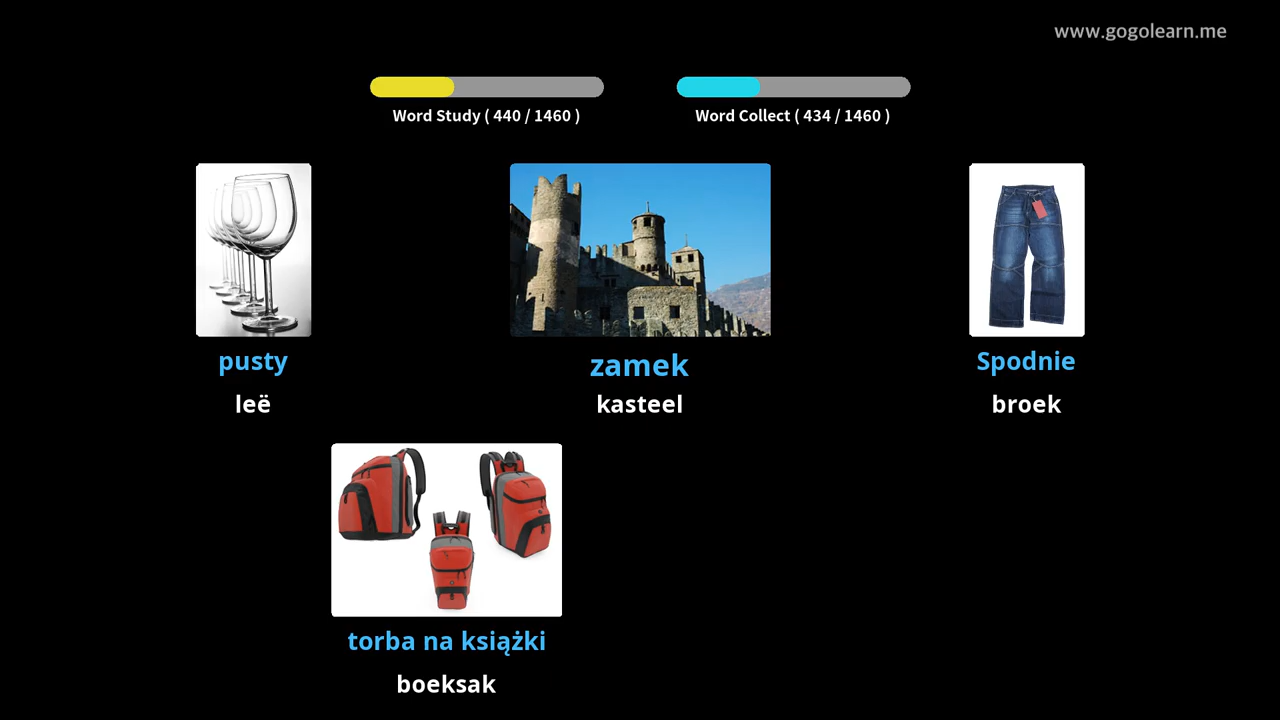 www.gogolearn.me
Word Study ( 440 / 1460 )
Word Collect ( 434 / 1460 )
pusty
zamek
Spodnie
leë
kasteel
broek
torba na książki
boeksak